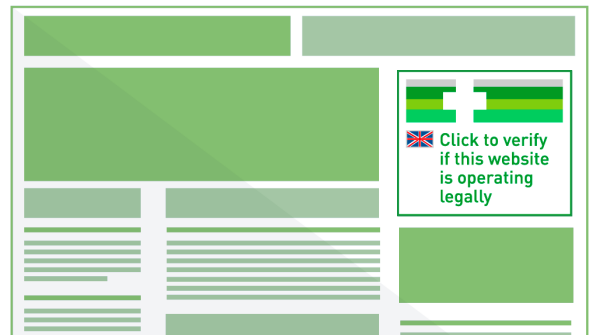 Click to verify
if this website
is operating
legally